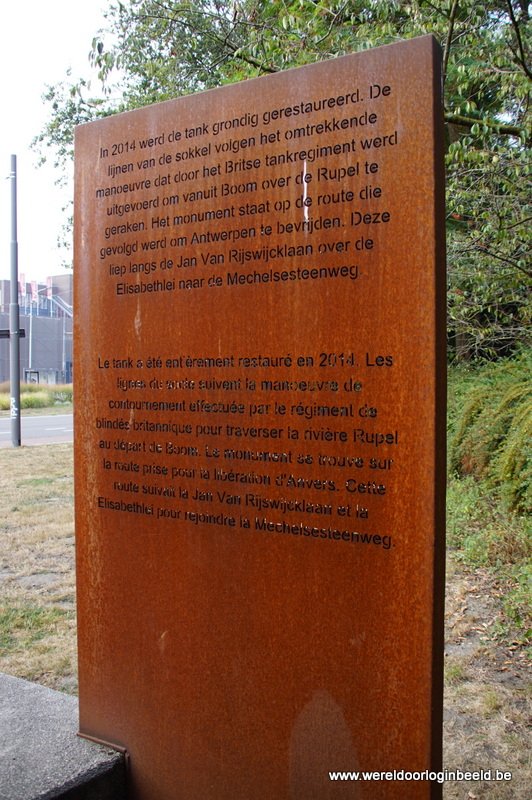 In 2014 werd de tank grondig gerestaureerd. De
lijnen van de sokkel volgen het omtrekkende
manoeuvre dat door het Britse tankregiment werd
uitgevoerd om vanuit Boom over de Rupel te
geraken. Het monument staat op de route die
gevolgd werd om Antwerpen te bevrijden. Deze
liep langs de Jan Van Rijswijcklaan over de
Elisabethlei naar de Mechelsesteenweg.
Le tank a été entièrement restauré en 2014. Les
lignes du socle suivent la manoeuvre de
contournement effectuée par le régiment de
blindés britannique pour traverser la rivière Rupel
au départ de Boom. Le monument se trouve sur
la route prise pour la libération d'Anvers. Cette
route suivait la Jan Van Rijswijcklaan et la
Elisabethlei pour rejoindre la Mechelsesteenweg.
www.wereldoorloginbeeld.be